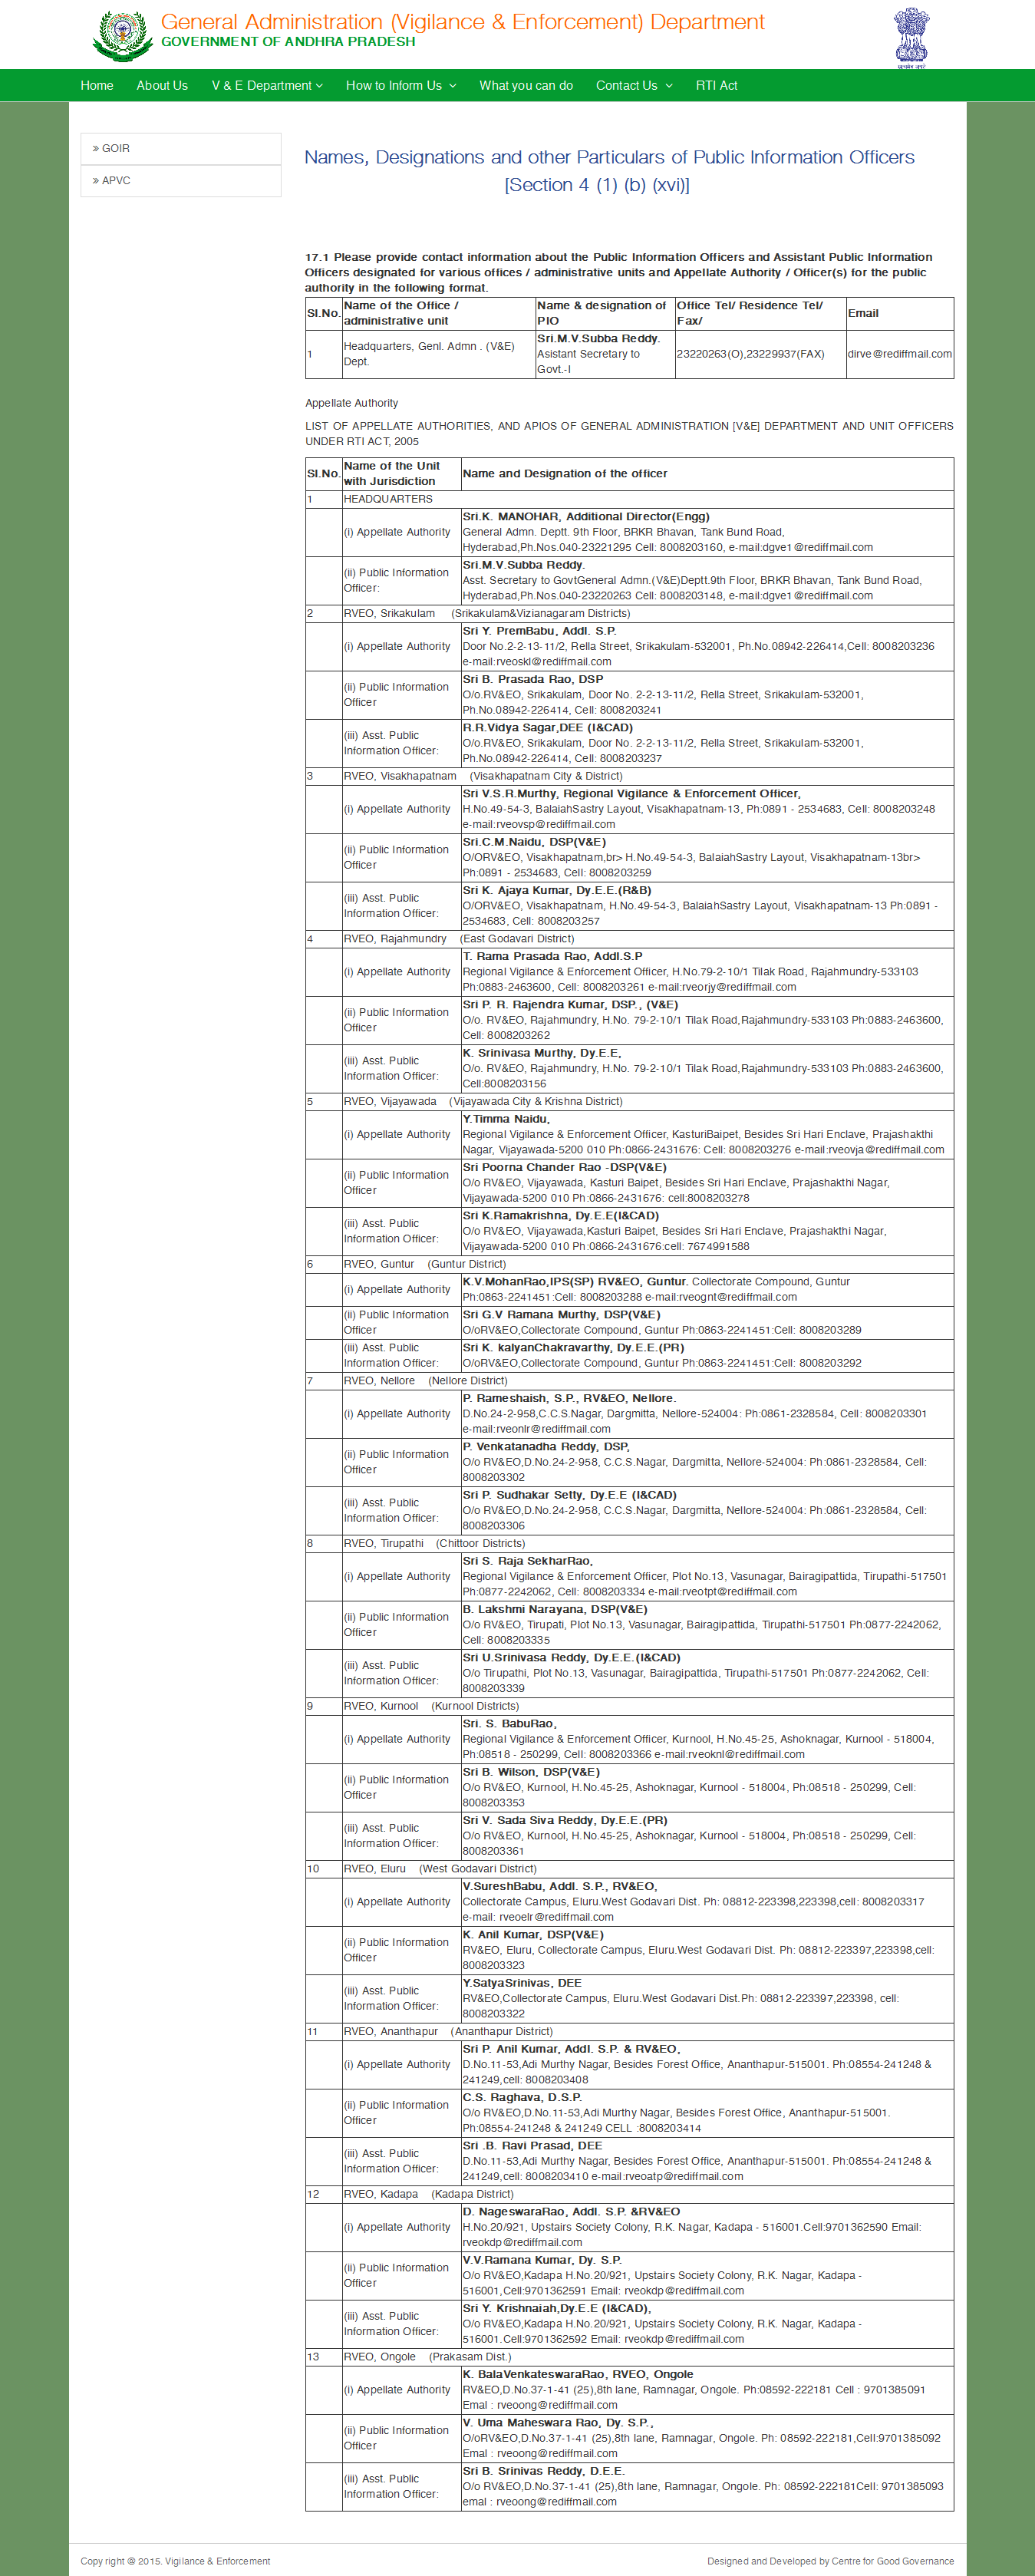 General Administration (Vigilance & Enforcement) Department
GOVERNMENT OF ANDHRA PRADESH
Home About Us V & E Department How to Inform Us What you can do Contact Us RTI Act
» GOIR
» APVC
Names, Designations and other Particulars of Public Information Officers
[Section 4 (1) (b) (xvi)]
17.1 Please provide contact information about the Public Information Officers and Assistant Public Information
Officers designated for various offices / administrative units and Appellate Authority / Officer(s) for the public
authority in the following format.
Sl.No. Name of the Office / administrative unit Name & designation of PIO Office Tel/ Residence Tel/ Fax/ Email
1 Headquarters, Genl. Admn . (V&E) Dept. Sri.M.V.Subba Reddy. Asistant Secretary to Govt.-I 23220263(O),23229937(FAX) dirve@rediffmail.com
Appellate Authority
LIST OF APPELLATE AUTHORITIES, AND APIOS OF GENERAL ADMINISTRATION [V&E] DEPARTMENT AND UNIT OFFICERS
UNDER RTI ACT, 2005
Sl.No. Name of the Unit with Jurisdiction Name and Designation of the officer
1 HEADQUARTERS
(i) Appellate Authority Sri.K. MANOHAR, Additional Director(Engg)
General Admn. Deptt. 9th Floor, BRKR Bhavan, Tank Bund Road,
Hyderabad,Ph.Nos.040-23221295 Cell: 8008203160, e-mail:dgve1@rediffmail.com
(ii) Public Information Officer: Sri.M.V.Subba Reddy.
Asst. Secretary to GovtGeneral Admn.(V&E)Deptt.9th Floor, BRKR Bhavan, Tank Bund Road,
Hyderabad,Ph.Nos.040-23220263 Cell: 8008203148, e-mail:dgve1@rediffmail.com
2 RVEO, Srikakulam (Srikakulam&Vizianagaram Districts)
(i) Appellate Authority Sri Y. PremBabu, Addl. S.P.
Door No.2-2-13-11/2, Rella Street, Srikakulam-532001, Ph.No.08942-226414,Cell: 8008203236
e-mail:rveoskl@rediffmail.com
(ii) Public Information Officer Sri B. Prasada Rao, DSP
O/o.RV&EO, Srikakulam, Door No. 2-2-13-11/2, Rella Street, Srikakulam-532001,
Ph.No.08942-226414, Cell: 8008203241
(iii) Asst. Public Information Officer: R.R.Vidya Sagar,DEE (I&CAD)
O/o.RV&EO, Srikakulam, Door No. 2-2-13-11/2, Rella Street, Srikakulam-532001,
Ph.No.08942-226414, Cell: 8008203237
3 RVEO, Visakhapatnam (Visakhapatnam City & District)
(i) Appellate Authority Sri V.S.R.Murthy, Regional Vigilance & Enforcement Officer,
H.No.49-54-3, BalaiahSastry Layout, Visakhapatnam-13, Ph:0891 - 2534683, Cell: 8008203248
e-mail:rveovsp@rediffmail.com
(ii) Public Information Officer Sri.C.M.Naidu, DSP(V&E)
O/ORV&EO, Visakhapatnam,br> H.No.49-54-3, BalaiahSastry Layout, Visakhapatnam-13br>
Ph:0891 - 2534683, Cell: 8008203259
(iii) Asst. Public Information Officer: Sri K. Ajaya Kumar, Dy.E.E.(R&B)
O/ORV&EO, Visakhapatnam, H.No.49-54-3, BalaiahSastry Layout, Visakhapatnam-13 Ph:0891 -
2534683, Cell: 8008203257
4 RVEO, Rajahmundry (East Godavari District)
(i) Appellate Authority T. Rama Prasada Rao, Addl.S.P
Regional Vigilance & Enforcement Officer, H.No.79-2-10/1 Tilak Road, Rajahmundry-533103
Ph:0883-2463600, Cell: 8008203261 e-mail:rveorjy@rediffmail.com
(ii) Public Information Officer Sri P. R. Rajendra Kumar, DSP., (V&E)
O/o. RV&EO, Rajahmundry, H.No. 79-2-10/1 Tilak Road,Rajahmundry-533103 Ph:0883-2463600,
Cell: 8008203262
(iii) Asst. Public Information Officer: K. Srinivasa Murthy, Dy.E.E,
O/o. RV&EO, Rajahmundry, H.No. 79-2-10/1 Tilak Road,Rajahmundry-533103 Ph:0883-2463600,
Cell:8008203156
5 RVEO, Vijayawada (Vijayawada City & Krishna District)
(i) Appellate Authority Y.Timma Naidu,
Regional Vigilance & Enforcement Officer, KasturiBaipet, Besides Sri Hari Enclave, Prajashakthi
Nagar, Vijayawada-5200 010 Ph:0866-2431676: Cell: 8008203276 e-mail:rveovja@rediffmail.com
(ii) Public Information Officer Sri Poorna Chander Rao -DSP(V&E)
O/o RV&EO, Vijayawada, Kasturi Baipet, Besides Sri Hari Enclave, Prajashakthi Nagar,
Vijayawada-5200 010 Ph:0866-2431676: cell:8008203278
(iii) Asst. Public Information Officer: Sri K.Ramakrishna, Dy.E.E(I&CAD)
O/o RV&EO, Vijayawada,Kasturi Baipet, Besides Sri Hari Enclave, Prajashakthi Nagar,
Vijayawada-5200 010 Ph:0866-2431676:cell: 7674991588
6 RVEO, Guntur (Guntur District)
(i) Appellate Authority K.V.MohanRao,IPS(SP) RV&EO, Guntur. Collectorate Compound, Guntur
Ph:0863-2241451:Cell: 8008203288 e-mail:rveognt@rediffmail.com
(ii) Public Information Officer Sri G.V Ramana Murthy, DSP(V&E)
O/oRV&EO,Collectorate Compound, Guntur Ph:0863-2241451:Cell: 8008203289
(iii) Asst. Public Information Officer: Sri K. kalyanChakravarthy, Dy.E.E.(PR)
O/oRV&EO,Collectorate Compound, Guntur Ph:0863-2241451:Cell: 8008203292
7 RVEO, Nellore (Nellore District)
(i) Appellate Authority P. Rameshaish, S.P., RV&EO, Nellore.
D.No.24-2-958,C.C.S.Nagar, Dargmitta, Nellore-524004: Ph:0861-2328584, Cell: 8008203301
e-mail:rveonlr@rediffmail.com
(ii) Public Information Officer P. Venkatanadha Reddy, DSP,
O/o RV&EO,D.No.24-2-958, C.C.S.Nagar, Dargmitta, Nellore-524004: Ph:0861-2328584, Cell:
8008203302
(iii) Asst. Public Information Officer: Sri P. Sudhakar Setty, Dy.E.E (I&CAD)
O/o RV&EO,D.No.24-2-958, C.C.S.Nagar, Dargmitta, Nellore-524004: Ph:0861-2328584, Cell:
8008203306
8 RVEO, Tirupathi (Chittoor Districts)
(i) Appellate Authority Sri S. Raja SekharRao,
Regional Vigilance & Enforcement Officer, Plot No.13, Vasunagar, Bairagipattida, Tirupathi-517501
Ph:0877-2242062, Cell: 8008203334 e-mail:rveotpt@rediffmail.com
(ii) Public Information Officer B. Lakshmi Narayana, DSP(V&E)
O/o RV&EO, Tirupati, Plot No.13, Vasunagar, Bairagipattida, Tirupathi-517501 Ph:0877-2242062,
Cell: 8008203335
(iii) Asst. Public Information Officer: Sri U.Srinivasa Reddy, Dy.E.E.(I&CAD)
O/o Tirupathi, Plot No.13, Vasunagar, Bairagipattida, Tirupathi-517501 Ph:0877-2242062, Cell:
8008203339
9 RVEO, Kurnool (Kurnool Districts)
(i) Appellate Authority Sri. S. BabuRao,
Regional Vigilance & Enforcement Officer, Kurnool, H.No.45-25, Ashoknagar, Kurnool - 518004,
Ph:08518 - 250299, Cell: 8008203366 e-mail:rveoknl@rediffmail.com
(ii) Public Information Officer Sri B. Wilson, DSP(V&E)
O/o RV&EO, Kurnool, H.No.45-25, Ashoknagar, Kurnool - 518004, Ph:08518 - 250299, Cell:
8008203353
(iii) Asst. Public Information Officer: Sri V. Sada Siva Reddy, Dy.E.E.(PR)
O/o RV&EO, Kurnool, H.No.45-25, Ashoknagar, Kurnool - 518004, Ph:08518 - 250299, Cell:
8008203361
10 RVEO, Eluru (West Godavari District)
(i) Appellate Authority V.SureshBabu, Addl. S.P., RV&EO,
Collectorate Campus, Eluru.West Godavari Dist. Ph: 08812-223398,223398,cell: 8008203317
e-mail: rveoelr@rediffmail.com
(ii) Public Information Officer K. Anil Kumar, DSP(V&E)
RV&EO, Eluru, Collectorate Campus, Eluru.West Godavari Dist. Ph: 08812-223397,223398,cell:
8008203323
(iii) Asst. Public Information Officer: Y.SatyaSrinivas, DEE
RV&EO,Collectorate Campus, Eluru.West Godavari Dist.Ph: 08812-223397,223398, cell:
8008203322
11 RVEO, Ananthapur (Ananthapur District)
(i) Appellate Authority Sri P. Anil Kumar, Addl. S.P. & RV&EO,
D.No.11-53,Adi Murthy Nagar, Besides Forest Office, Ananthapur-515001. Ph:08554-241248 &
241249,cell: 8008203408
(ii) Public Information Officer C.S. Raghava, D.S.P.
O/o RV&EO,D.No.11-53,Adi Murthy Nagar, Besides Forest Office, Ananthapur-515001.
Ph:08554-241248 & 241249 CELL :8008203414
(iii) Asst. Public Information Officer: Sri .B. Ravi Prasad, DEE
D.No.11-53,Adi Murthy Nagar, Besides Forest Office, Ananthapur-515001. Ph:08554-241248 &
241249,cell: 8008203410 e-mail:rveoatp@rediffmail.com
12 RVEO, Kadapa (Kadapa District)
(i) Appellate Authority D. NageswaraRao, Addl. S.P. &RV&EO
H.No.20/921, Upstairs Society Colony, R.K. Nagar, Kadapa - 516001.Cell:9701362590 Email:
rveokdp@rediffmail.com
(ii) Public Information Officer V.V.Ramana Kumar, Dy. S.P.
O/o RV&EO,Kadapa H.No.20/921, Upstairs Society Colony, R.K. Nagar, Kadapa -
516001,Cell:9701362591 Email: rveokdp@rediffmail.com
(iii) Asst. Public Information Officer: Sri Y. Krishnaiah,Dy.E.E (I&CAD),
O/o RV&EO,Kadapa H.No.20/921, Upstairs Society Colony, R.K. Nagar, Kadapa -
516001.Cell:9701362592 Email: rveokdp@rediffmail.com
13 RVEO, Ongole (Prakasam Dist.)
(i) Appellate Authority K. BalaVenkateswaraRao, RVEO, Ongole
RV&EO,D.No.37-1-41 (25),8th lane, Ramnagar, Ongole. Ph:08592-222181 Cell : 9701385091
Emal : rveoong@rediffmail.com
(ii) Public Information Officer V. Uma Maheswara Rao, Dy. S.P.,
O/oRV&EO,D.No.37-1-41 (25),8th lane, Ramnagar, Ongole. Ph: 08592-222181,Cell:9701385092
Emal : rveoong@rediffmail.com
(iii) Asst. Public Information Officer: Sri B. Srinivas Reddy, D.E.E.
O/o RV&EO,D.No.37-1-41 (25),8th lane, Ramnagar, Ongole. Ph: 08592-222181Cell: 9701385093
emal : rveoong@rediffmail.com
Copy right @ 2015. Vigilance & Enforcement Designed and Developed by Centre for Good Governance